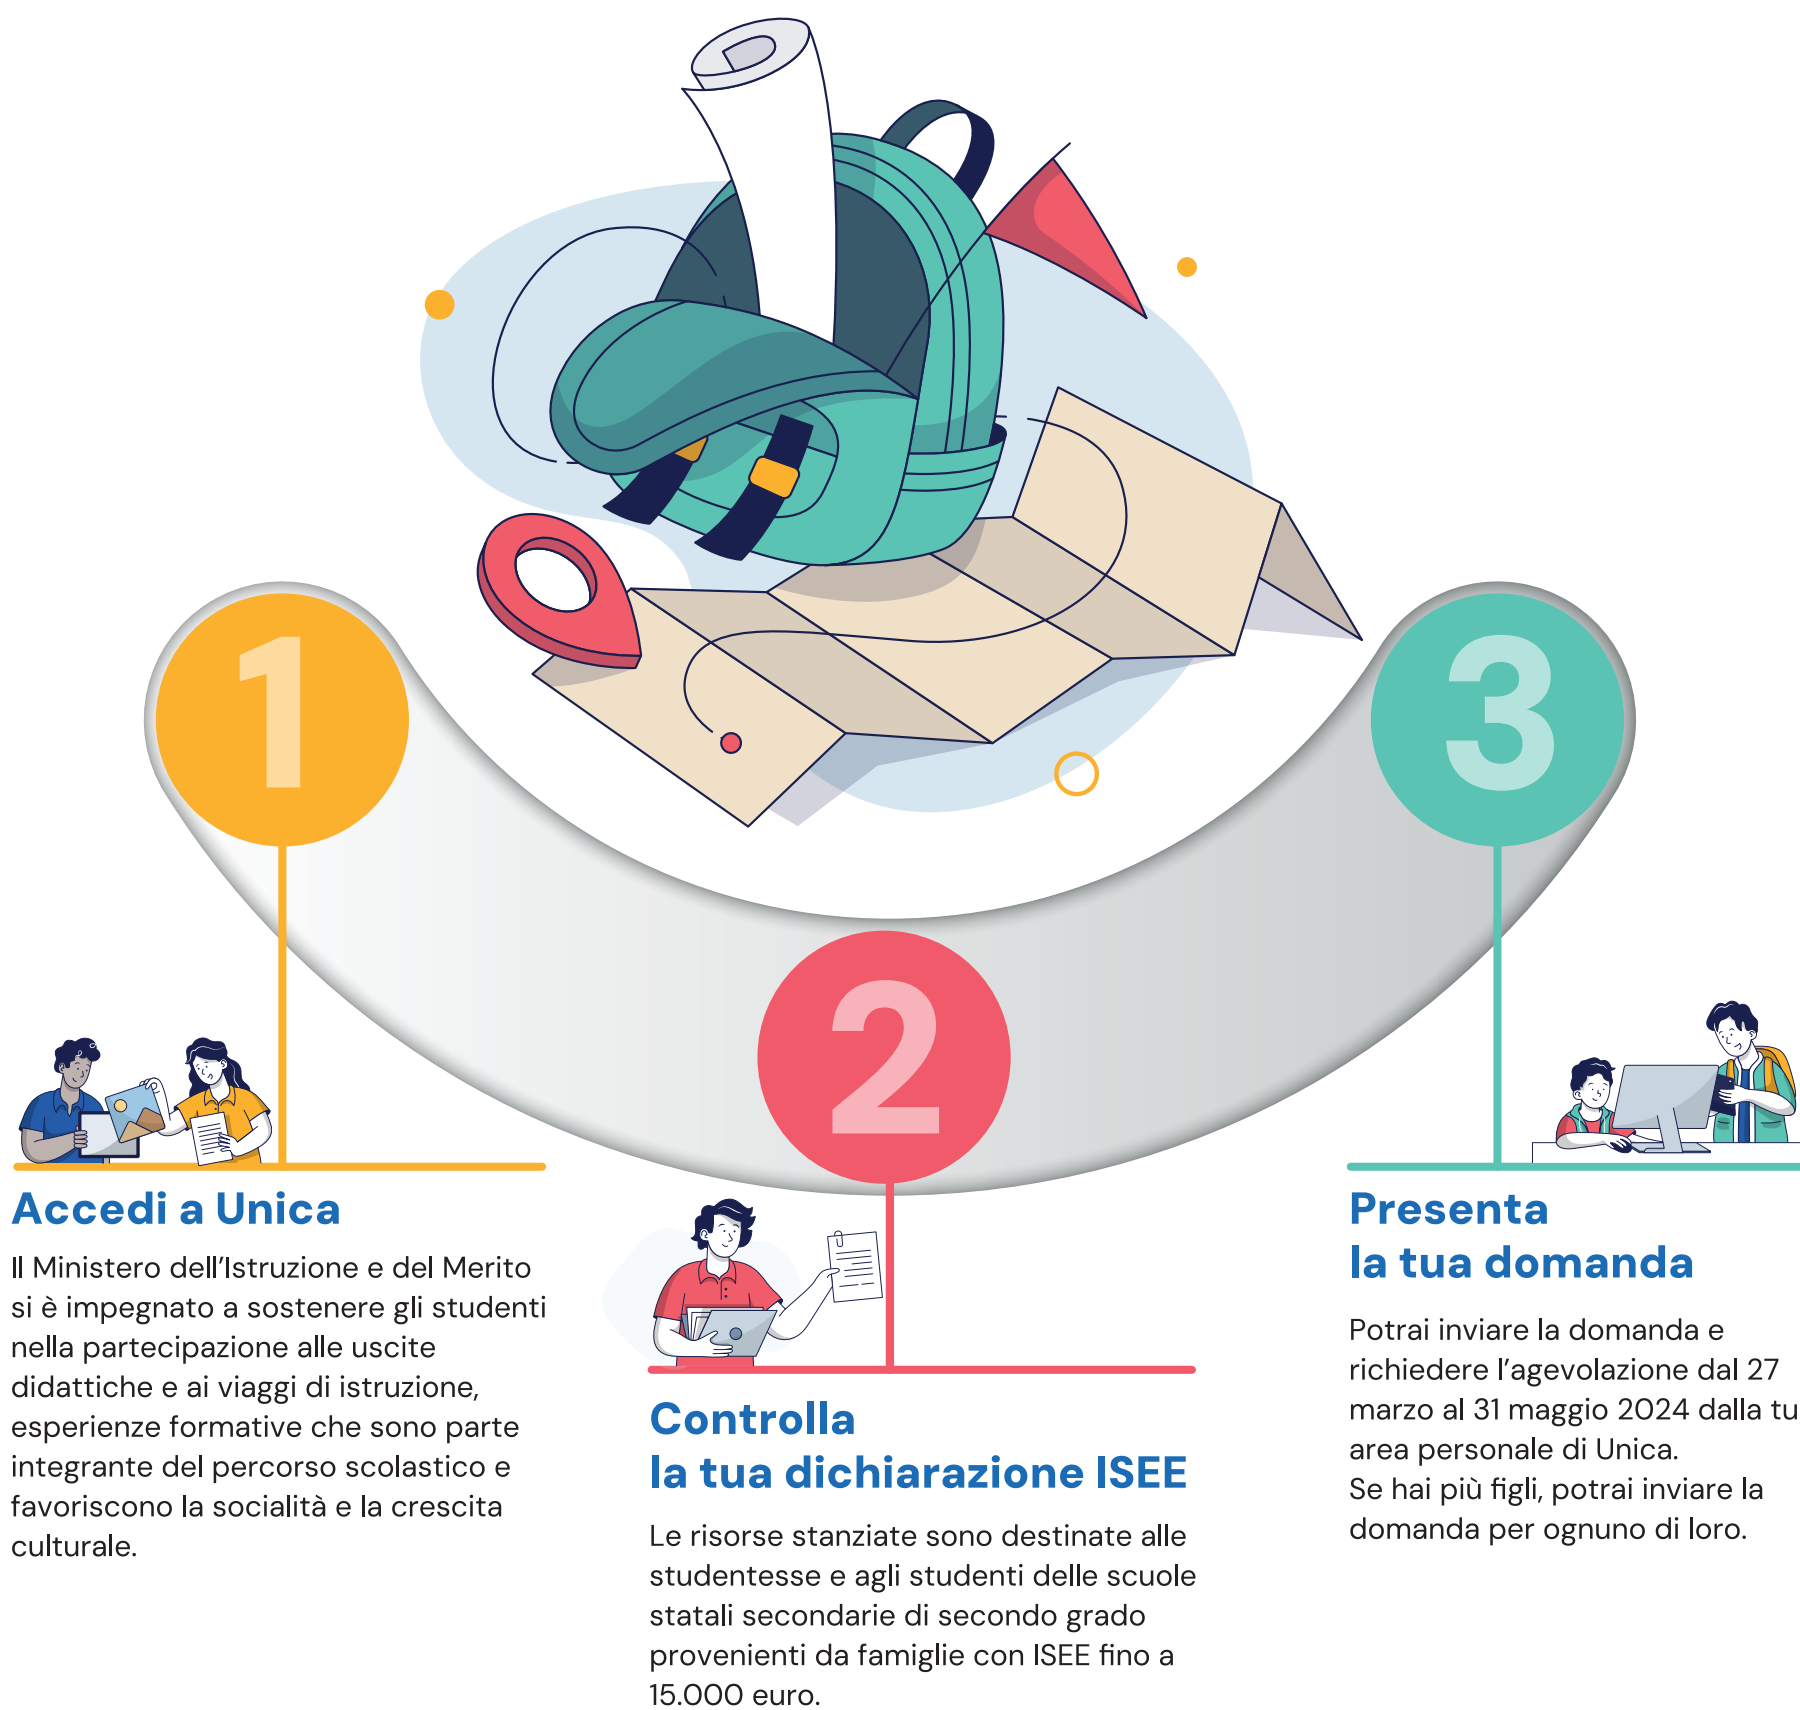 1
Accedi a Unica
Il Ministero dell'Istruzione e del Merito
si è impegnato a sostenere gli studenti
nella partecipazione alle uscite
didattiche e ai viaggi di istruzione,
esperienze formative che sono parte
integrante del percorso scolastico e
favoriscono la socialità e la crescita
culturale.
2
Controlla
la tua dichiarazione ISEE
Le risorse stanziate sono destinate alle
studentesse e agli studenti delle scuole
statali secondarie di secondo grado
provenienti da famiglie con ISEE fino a
15.000 euro.
3
Presenta
la tua domanda
Potrai inviare la domanda e
richiedere l'agevolazione dal 27
marzo al 31 maggio 2024 dalla tu
area personale di Unica.
Se hai più figli, potrai inviare la
domanda per ognuno di loro.